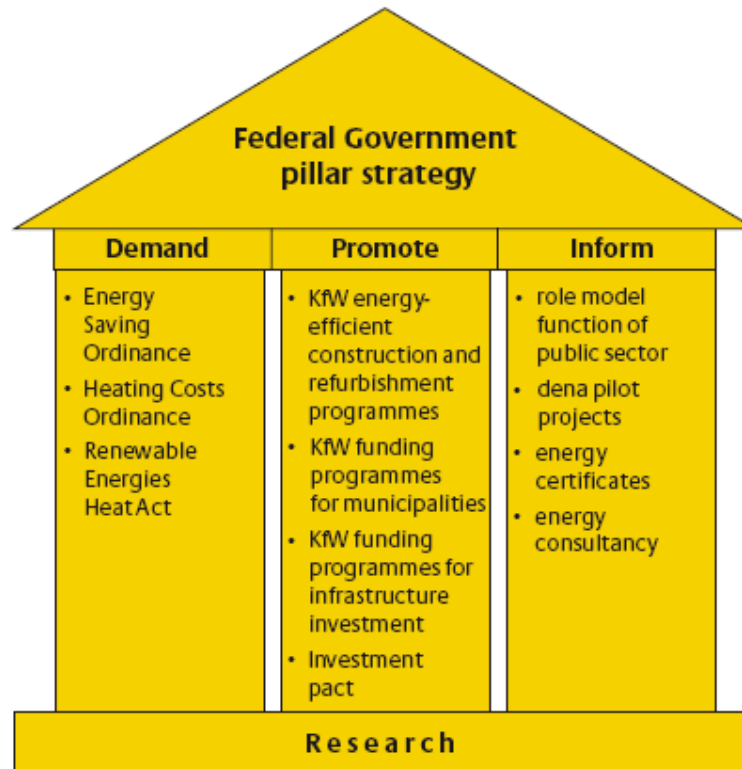 Federal Government
pillar strategy
Demand
Promote
Inform
• Energy
Saving
Ordinance
• Heating Costs
Ordinance
• Renewable
Energies
Heat Act
• KfW energy-
efficient
construction and
refurbishment
programmes
• KfW funding
programmes
for municipalities
• KfW funding
programmes for
infrastructure
investment
• Investment
pact
• role model
function of
public sector
• dena pilot
projects
• energy
certificates
• energy
consultancy
Research